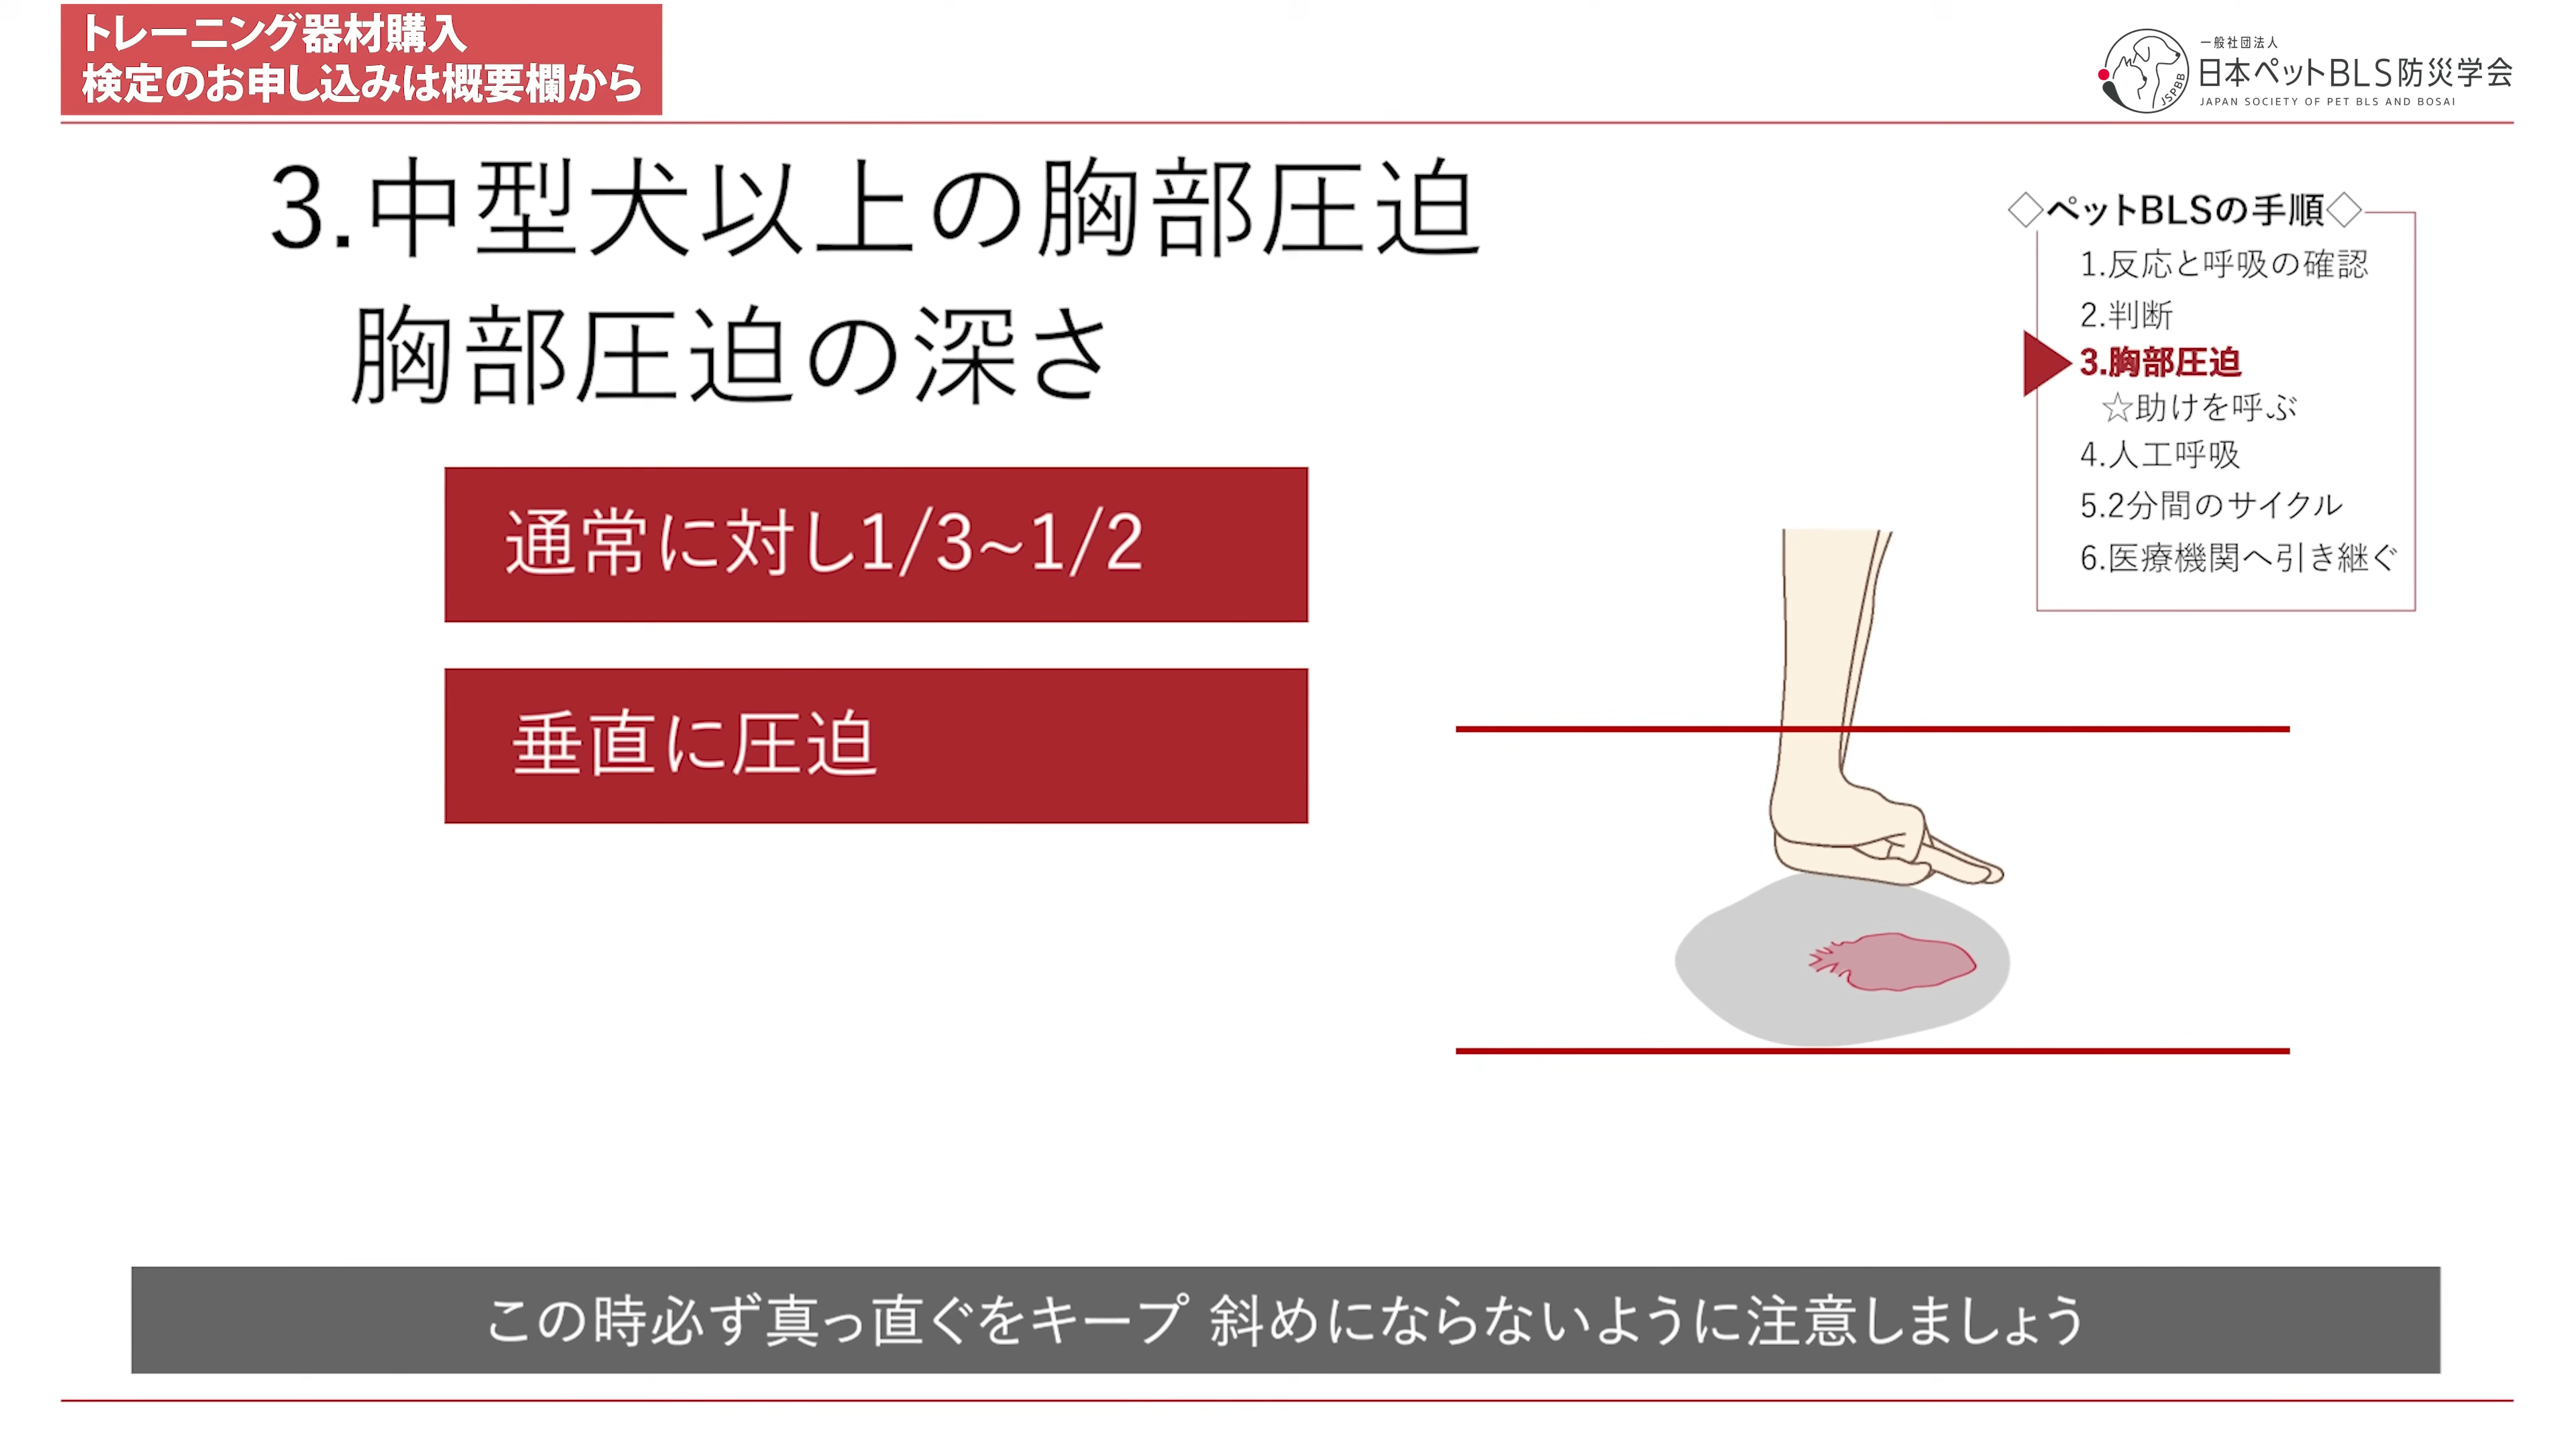 トレーニング器材購入
検定のお申し込みは概要欄から
一般社団法人
日本ペットBLS防災学会
JAPAN SOCIETY OF PET BLS AND BOSAI
JSPBB
3.中型犬以上の胸部圧迫
胸部圧迫の深さ
通常に対し1/3~1/2
垂直に圧迫
◇ペットBLSの手順◇
1.反応と呼吸の確認
2.判断
3.胸部圧迫
☆助けを呼ぶ
4.人工呼吸
5.2分間のサイクル
6.医療機関へ引き継ぐ
この時必ず真っ直ぐをキープ 斜めにならないように注意しましょう